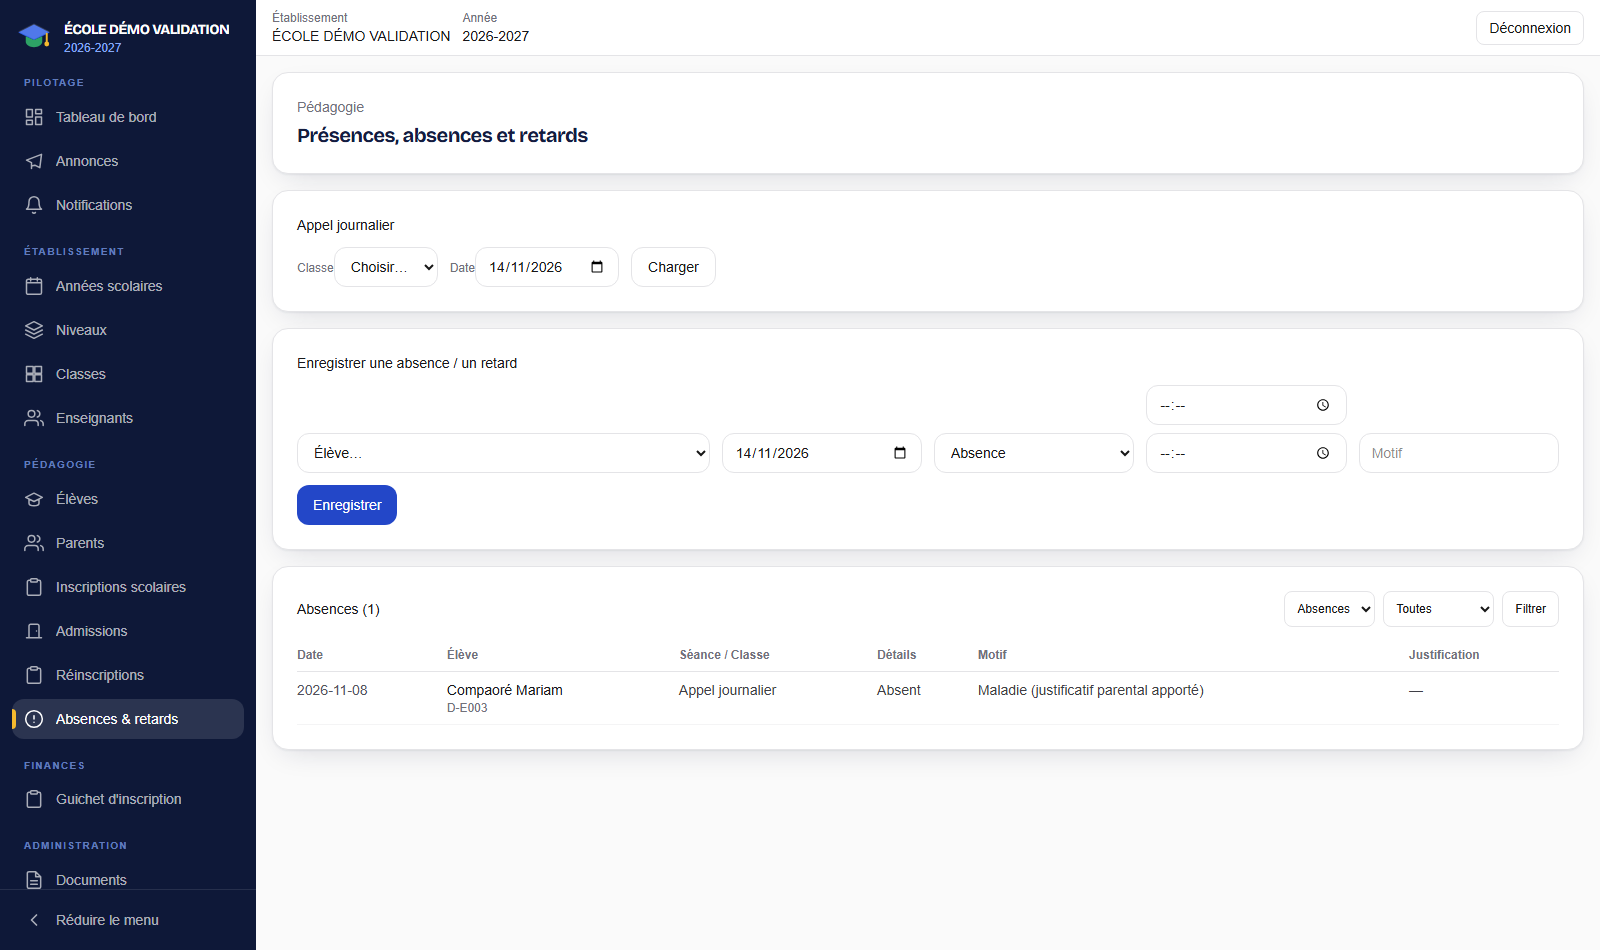 ÉCOLE DÉMO VALIDATION
2026-2027
PILOTAGE
Tableau de bord
Annonces
Notifications
ÉTABLISSEMENT
Années scolaires
Niveaux
Classes
Enseignants
PÉDAGOGIE
Élèves
Parents
Inscriptions scolaires
Admissions
Réinscriptions
Absences & retards
FINANCES
Guichet d'inscription
ADMINISTRATION
Documents
Réduire le menu
Établissement Année
ÉCOLE DÉMO VALIDATION 2026-2027
Déconnexion
Pédagogie
Présences, absences et retards
Appel journalier
Classe Choisir... Date 14/11/2026 Charger
Enregistrer une absence / un retard
--:--
Élève... 14/11/2026 Absence --:-- Motif
Enregistrer
Absences (1) Absences Toutes Filtrer
Date Élève Séance / Classe Détails Motif Justification
2026-11-08 Compaoré Mariam Appel journalier Absent Maladie (justificatif parental apporté) —
D-E003